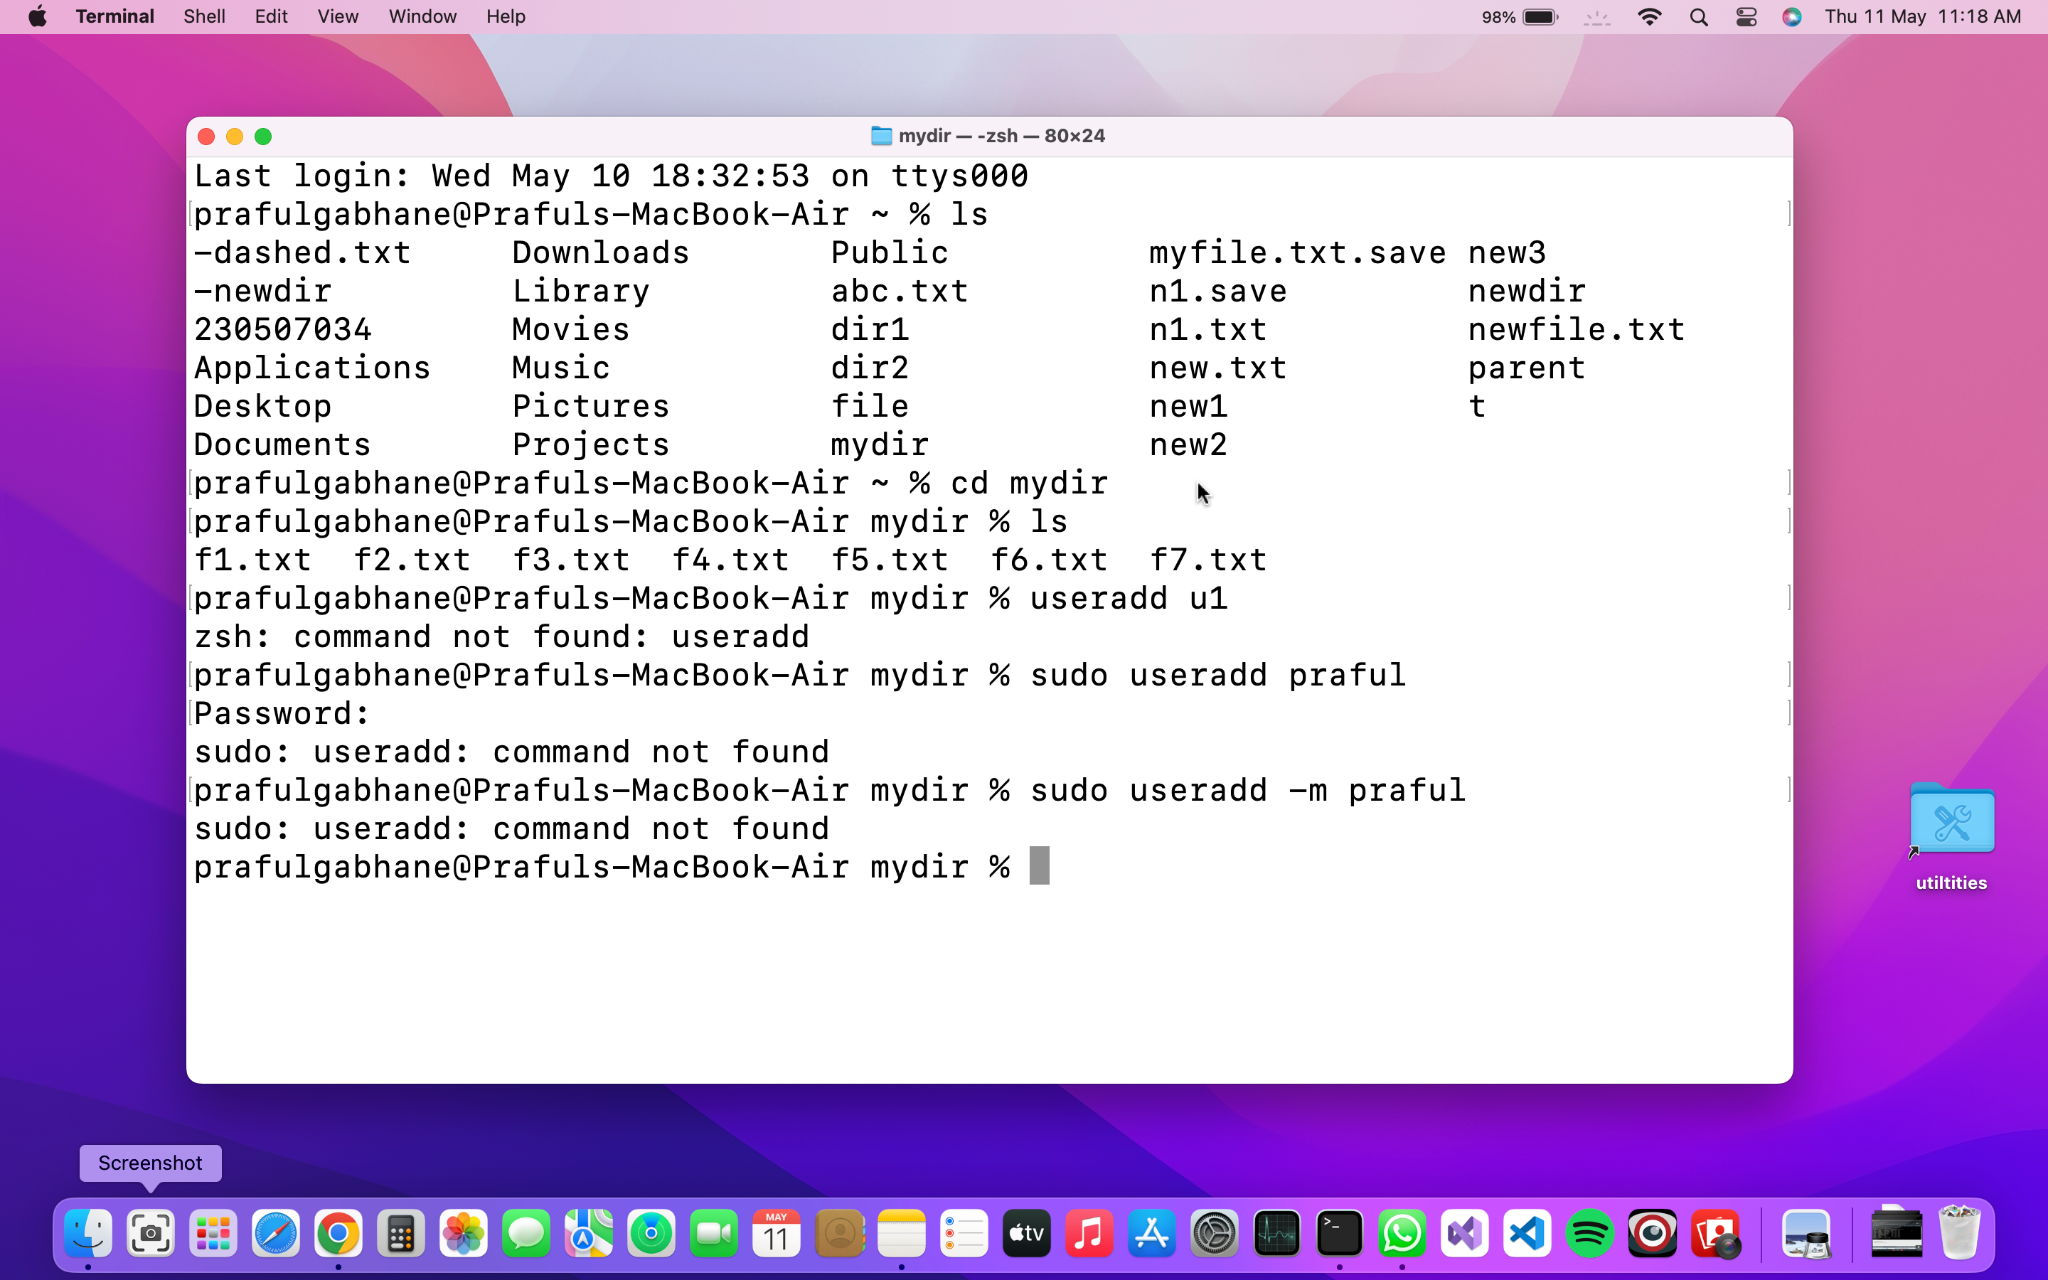 Terminal Shell Edit View Window Help 98% Thu 11 May 11:18 AM
mydir — -zsh — 80×24
Last login: Wed May 10 18:32:53 on ttys000
prafulgabhane@Prafuls-MacBook-Air ~ % ls
-dashed.txt Downloads Public myfile.txt.save new3
-newdir Library abc.txt n1.save newdir
230507034 Movies dir1 n1.txt newfile.txt
Applications Music dir2 new.txt parent
Desktop Pictures file new1 t
Documents Projects mydir new2
prafulgabhane@Prafuls-MacBook-Air ~ % cd mydir
prafulgabhane@Prafuls-MacBook-Air mydir % ls
f1.txt f2.txt f3.txt f4.txt f5.txt f6.txt f7.txt
prafulgabhane@Prafuls-MacBook-Air mydir % useradd u1
zsh: command not found: useradd
prafulgabhane@Prafuls-MacBook-Air mydir % sudo useradd praful
Password:
sudo: useradd: command not found
prafulgabhane@Prafuls-MacBook-Air mydir % sudo useradd -m praful
sudo: useradd: command not found
prafulgabhane@Prafuls-MacBook-Air mydir %
utiltities
Screenshot
MAY
11
tv
>_